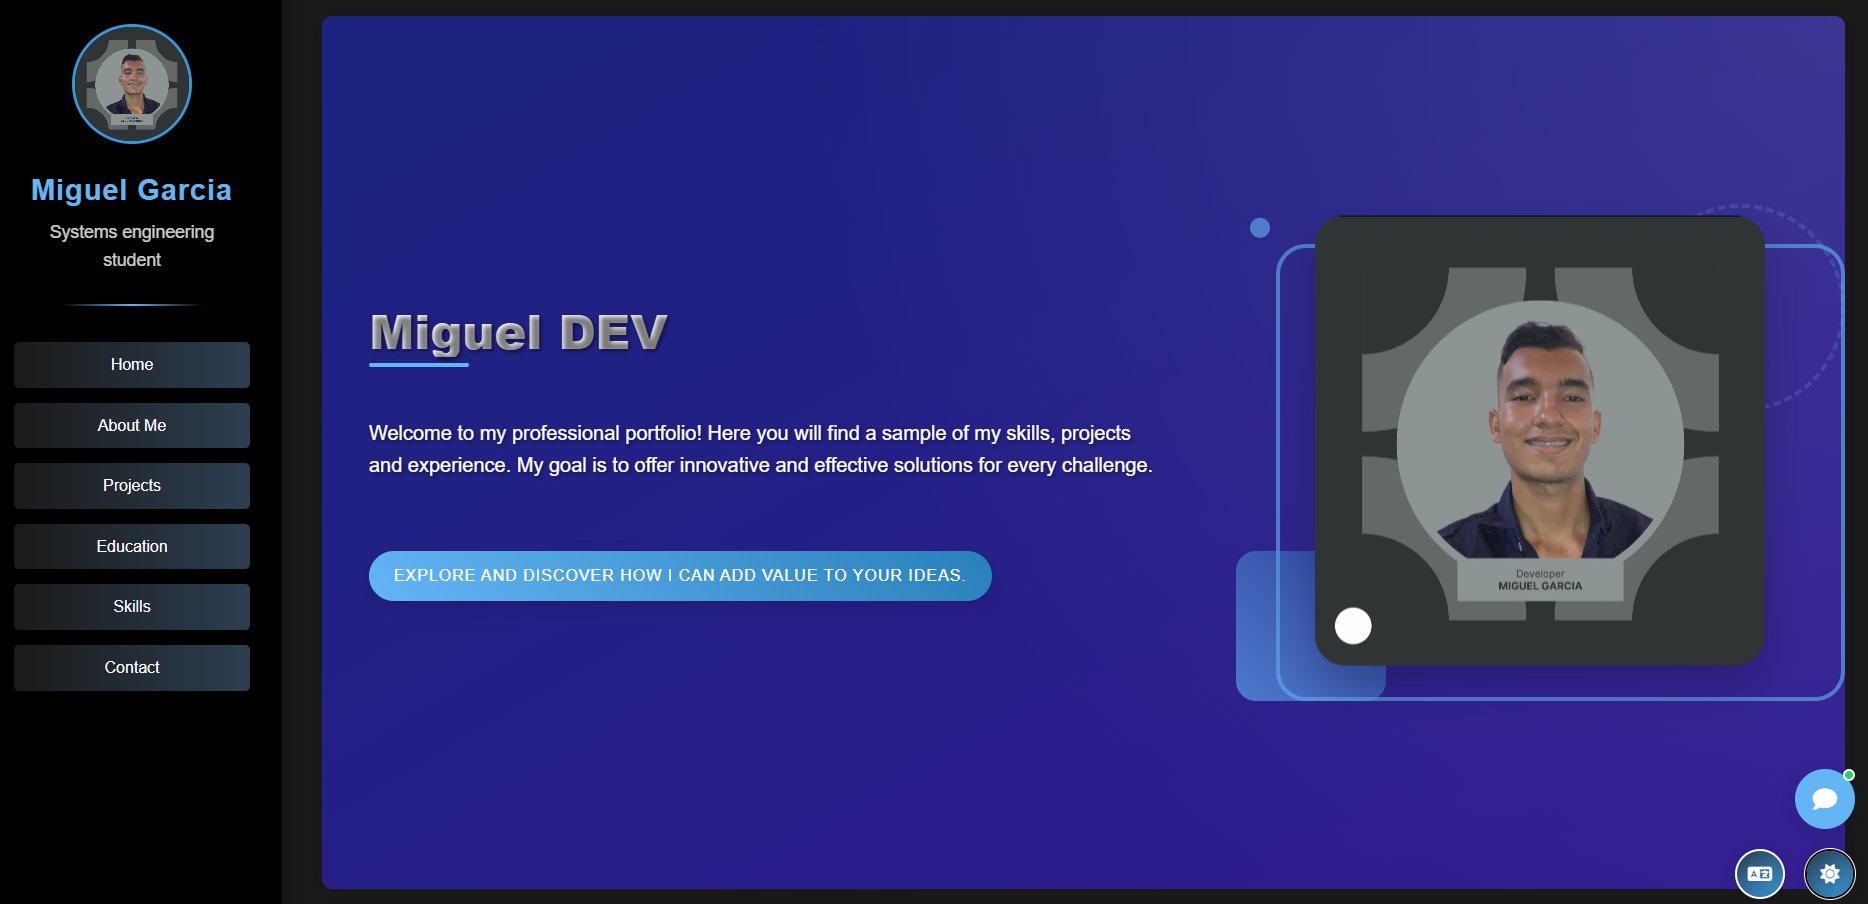 Miguel Garcia
Systems engineering
student
Home
About Me
Projects
Education
Skills
Contact
Miguel DEV
Welcome to my professional portfolio! Here you will find a sample of my skills, projects
and experience. My goal is to offer innovative and effective solutions for every challenge.
EXPLORE AND DISCOVER HOW I CAN ADD VALUE TO YOUR IDEAS.
Developer
MIGUEL GARCIA